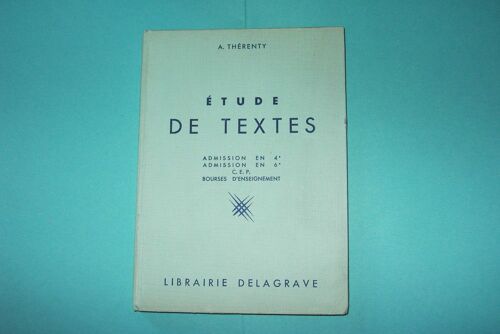 A. THÉRENTY
ÉTUDE
DE TEXTES
ADMISSION EN 4e
ADMISSION EN 6e
C. E. P.
BOURSES D'ENSEIGNEMENT
LIBRAIRIE DELAGRAVE